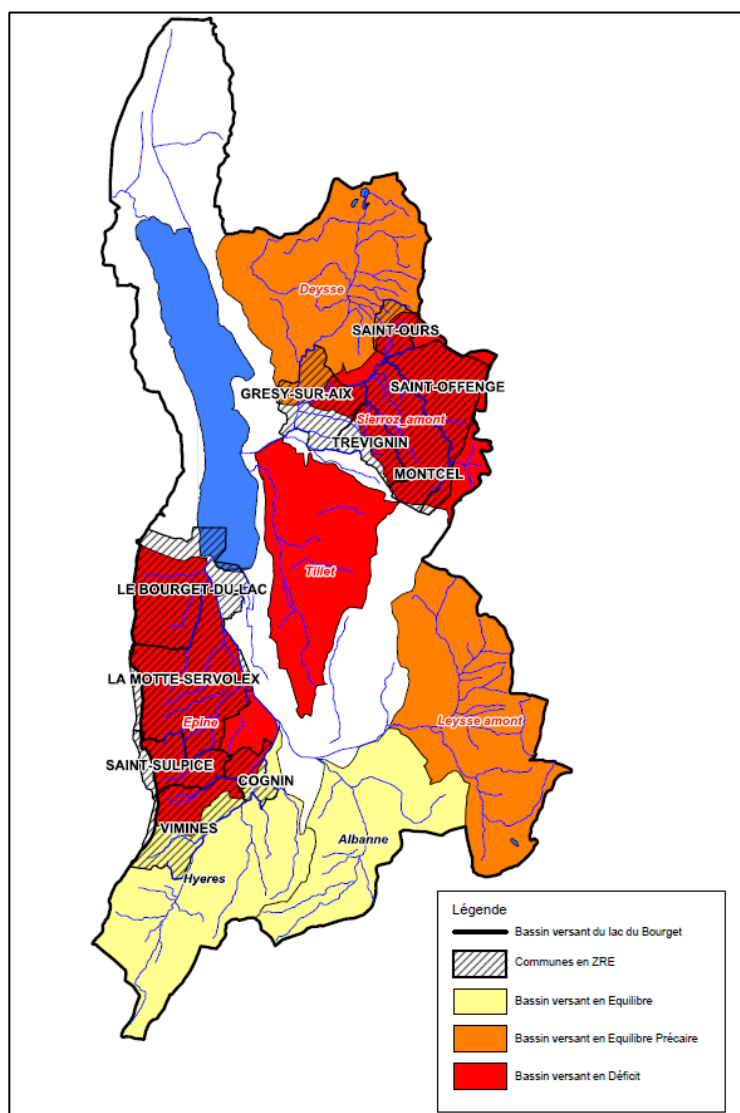 Deysse
SAINT-OURS
SAINT-OFFENGE
GRESY-SUR-AIX
Sierroz_amont
TREVIGNIN
MONTCEL
Tillet
LE BOURGET-DU-LAC
LA MOTTE-SERVOLEX
Epine
Leysse amont
SAINT-SULPICE
COGNIN
VIMINES
Albanne
Hyeres
Légende
Bassin versant du lac du Bourget
Communes en ZRE
Bassin versant en Equilibre
Bassin versant en Equilibre Précaire
Bassin versant en Déficit